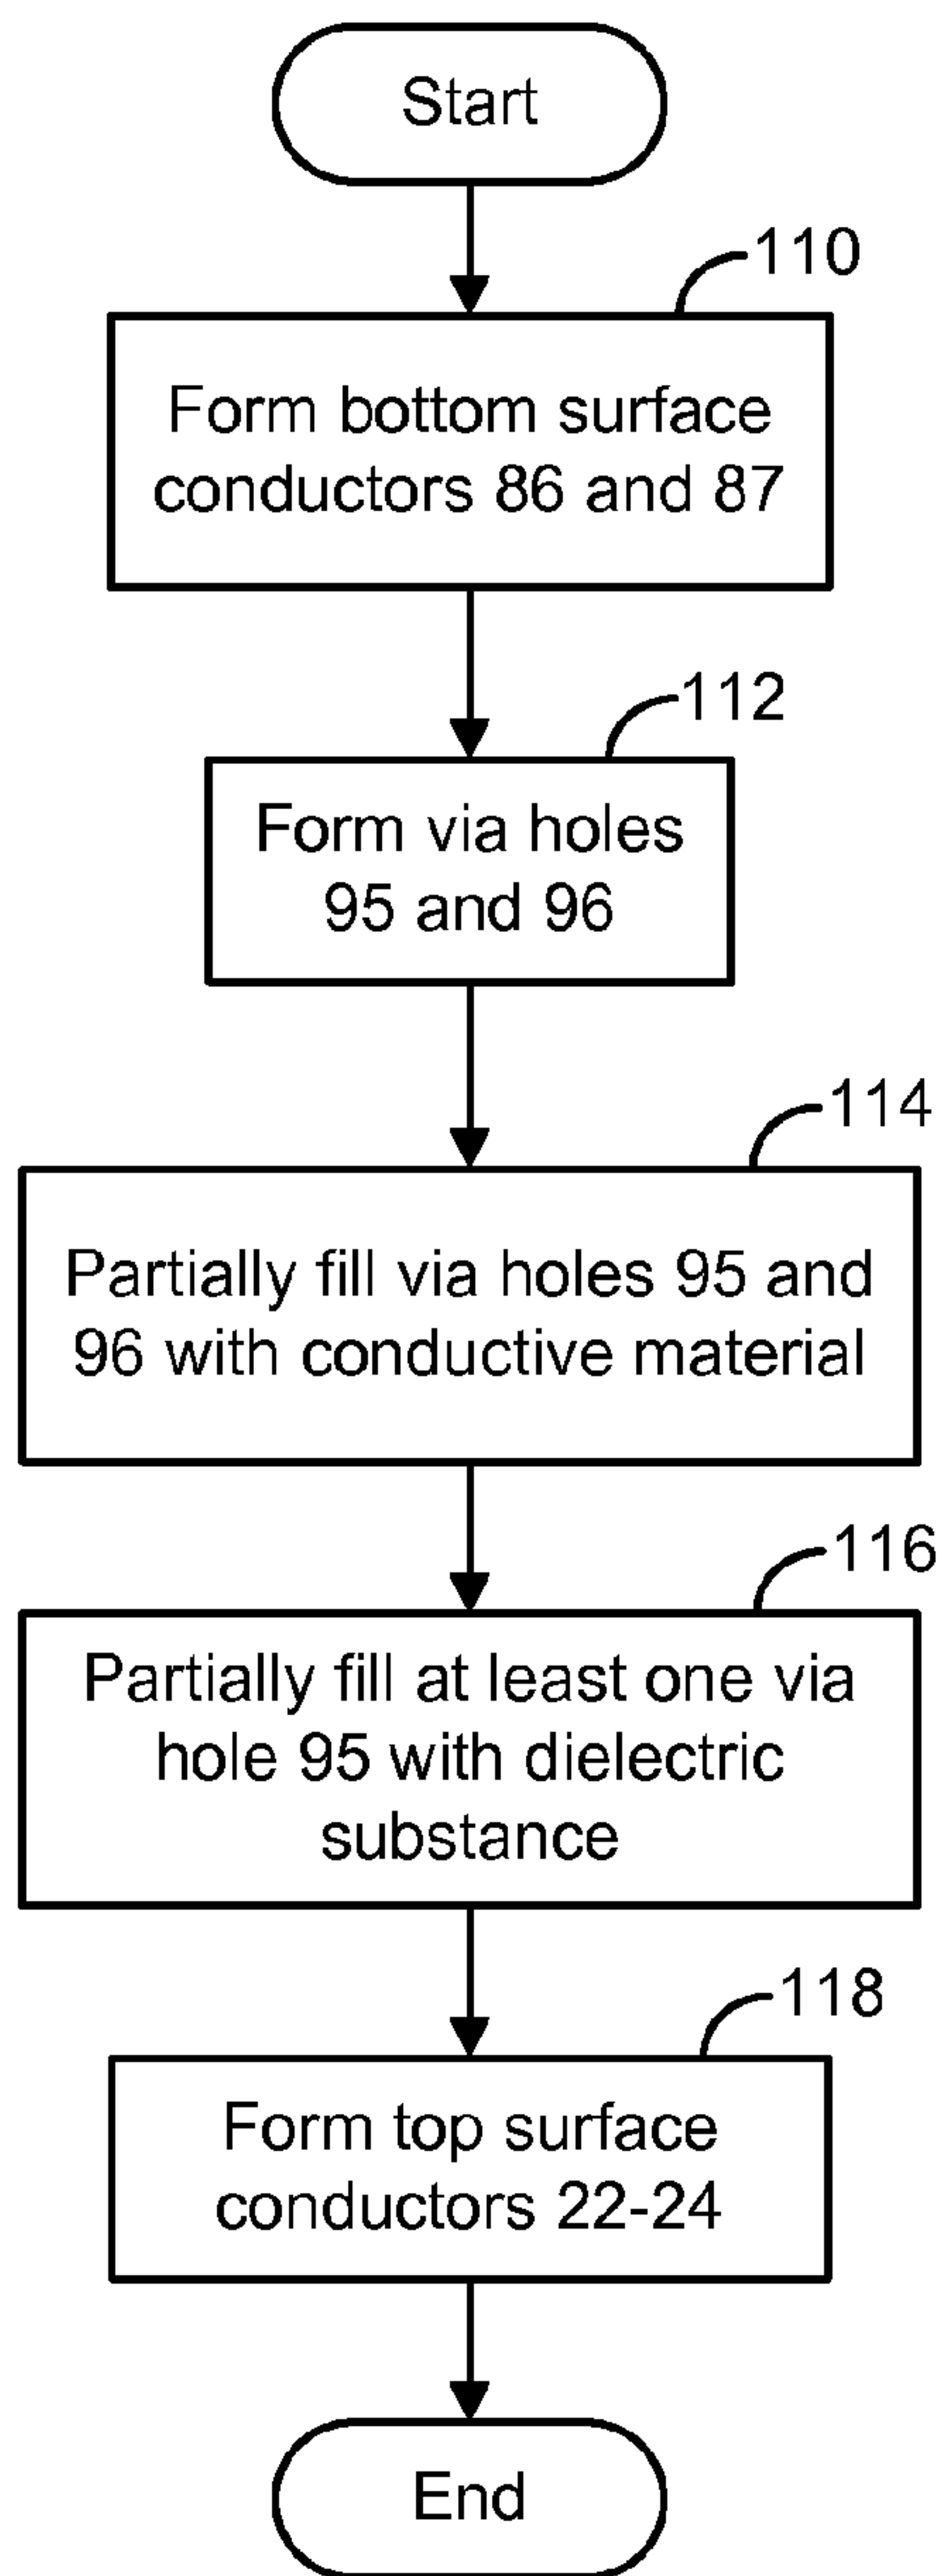 Start
110
Form bottom surface
conductors 86 and 87
112
Form via holes
95 and 96
114
Partially fill via holes 95 and
96 with conductive material
116
Partially fill at least one via
hole 95 with dielectric
substance
118
Form top surface
conductors 22-24
End